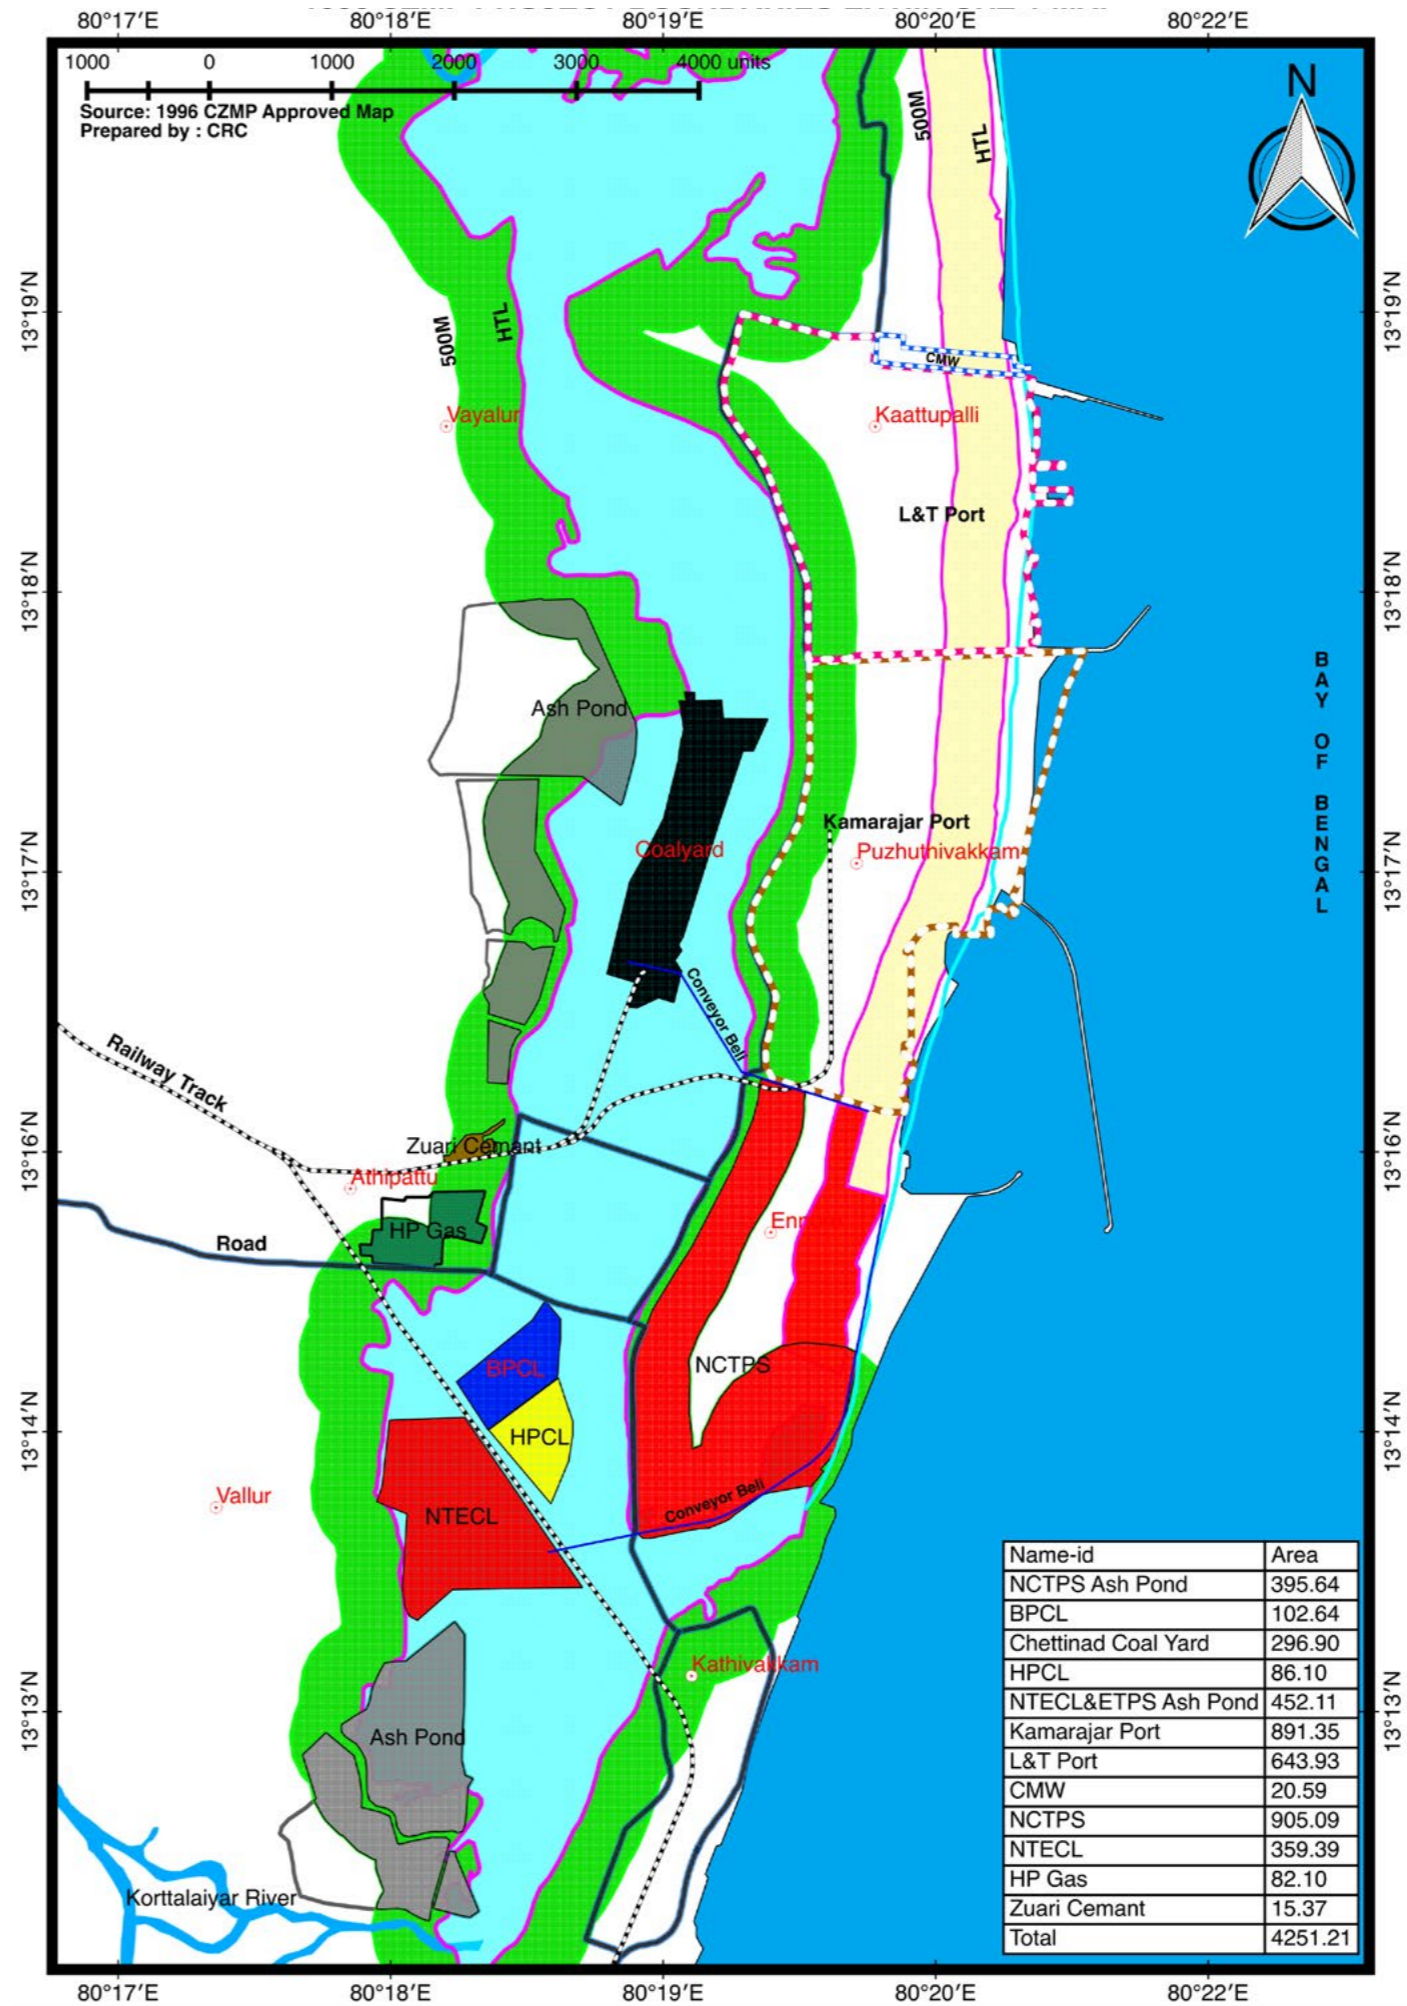 80°17′E 80°18′E 80°19′E 80°20′E 80°22′E
1000 0 1000 2000 3000 4000 units
Source: 1996 CZMP Approved Map
Prepared by : CRC
N
500M
HTL
13°19′N
13°19′N
500M
HTL
CMW
Vayalur
Kaattupalli
L&T Port
13°18′N
13°18′N
BAY OF BENGAL
Ash Pond
Kamarajar Port
Coalyard
Puzhutnivakkam
13°17′N
13°17′N
Conveyor Bell
Railway Track
Zuari Cemant
13°16′N
13°16′N
Athipattu
HP Gas
Enn
Road
BPCL
NCTPS
HPCL
13°14′N
13°14′N
Vallur
NTECL
Conveyor Bell
Kathivakkam
13°13′N
13°13′N
Ash Pond
Korttalaiyar River
Name-id Area
NCTPS Ash Pond 395.64
BPCL 102.64
Chettinad Coal Yard 296.90
HPCL 86.10
NTECL&ETPS Ash Pond 452.11
Kamarajar Port 891.35
L&T Port 643.93
CMW 20.59
NCTPS 905.09
NTECL 359.39
HP Gas 82.10
Zuari Cemant 15.37
Total 4251.21
80°17′E 80°18′E 80°19′E 80°20′E 80°22′E